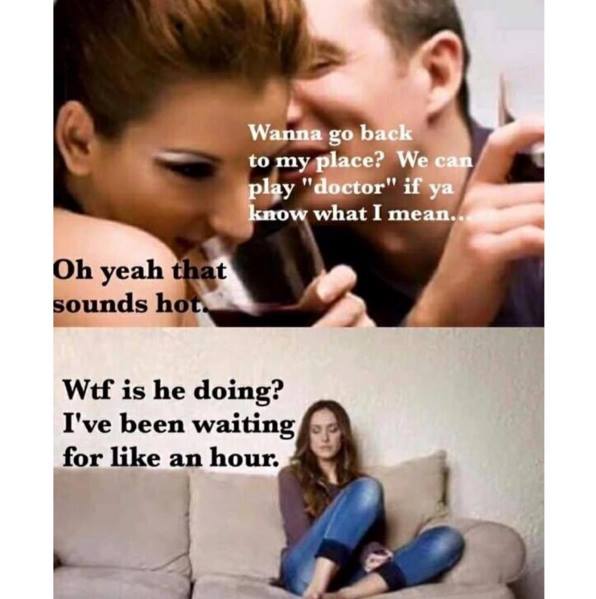 Wanna go back
to my place? We can
play "doctor" if ya
know what I mean...
Oh yeah that
sounds hot.
Wtf is he doing?
I've been waiting
for like an hour.